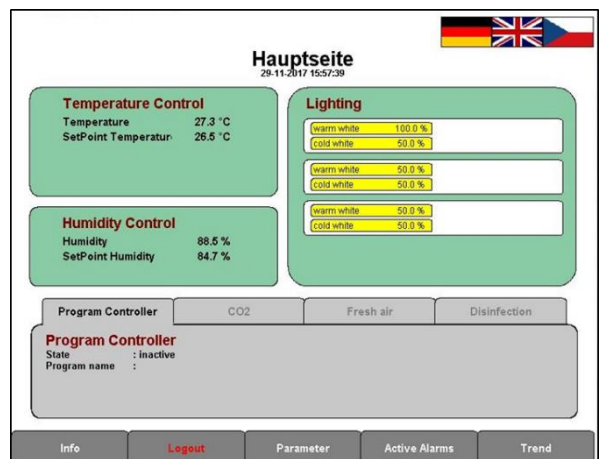 Hauptseite
29-11-2017 15:57:39
Temperature Control
Temperature 27.3 °C
SetPoint Temperatur 26.5 °C
Humidity Control
Humidity 88.5 %
SetPoint Humidity 84.7 %
Lighting
warm white 100.0 %
cold white 50.0 %
warm white 50.0 %
cold white 50.0 %
warm white 50.0 %
cold white 50.0 %
Program Controller CO2 Fresh air Disinfection
Program Controller
State : inactive
Program name :
Info Logout Parameter Active Alarms Trend